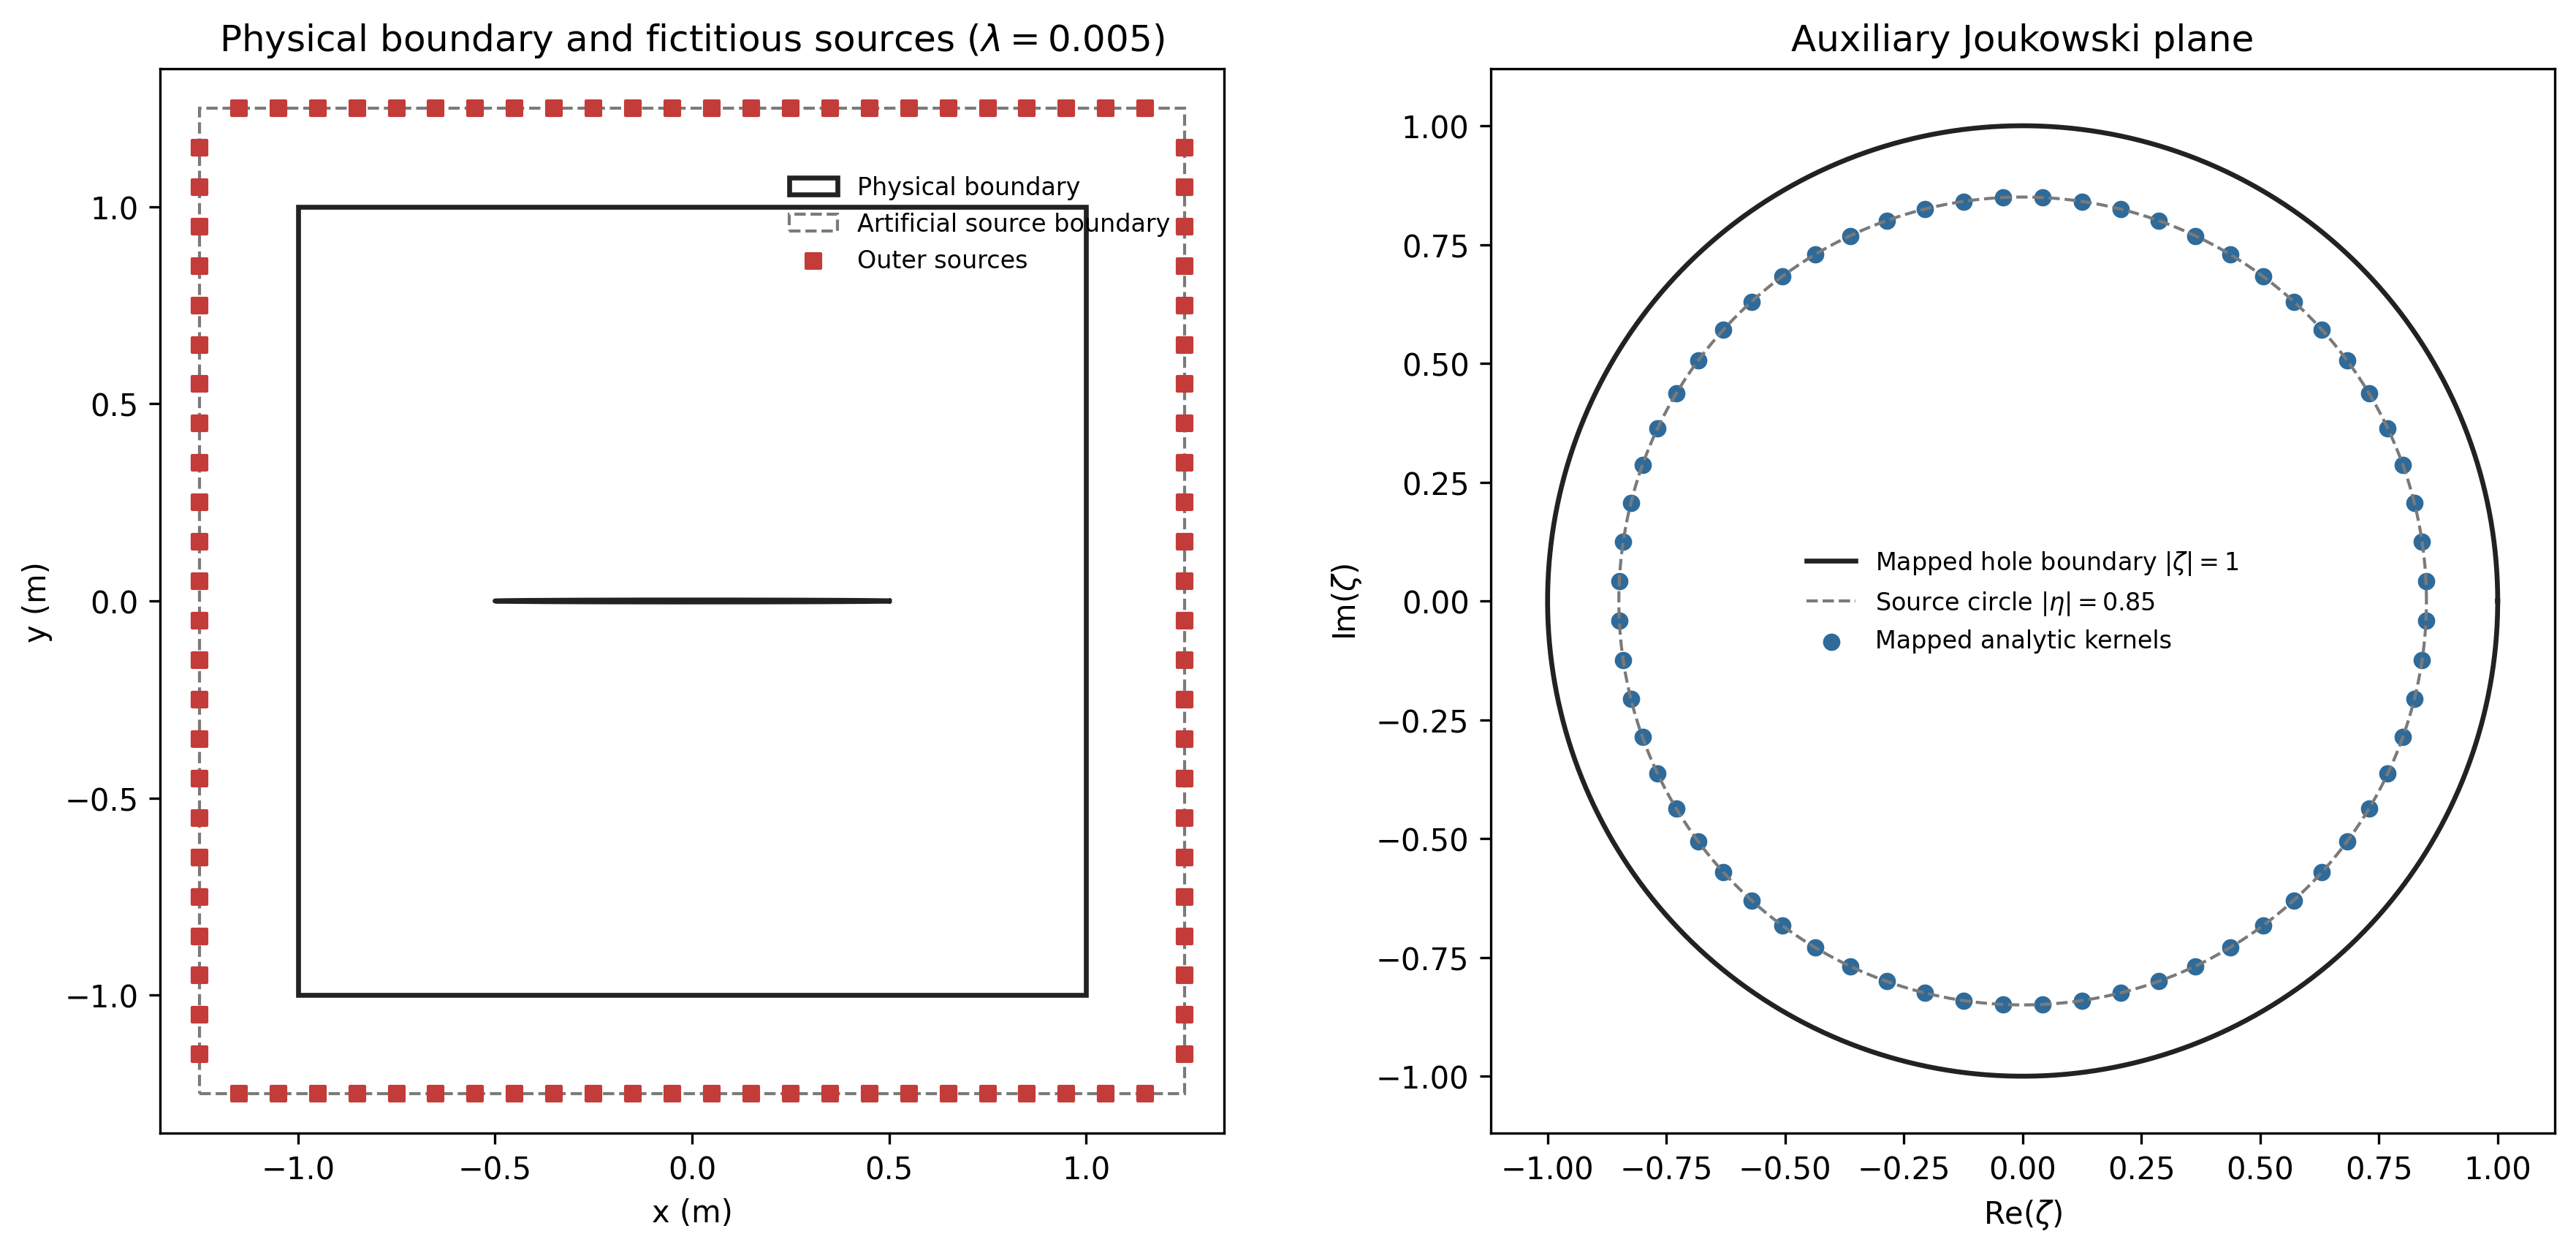 Physical boundary and fictitious sources (λ = 0.005)
Physical boundary
Artificial source boundary
Outer sources
1.0
0.5
0.0
−0.5
−1.0
y (m)
−1.0 −0.5 0.0 0.5 1.0
x (m)
Auxiliary Joukowski plane
1.00
0.75
0.50
0.25
0.00
−0.25
−0.50
−0.75
−1.00
Im(ζ)
Mapped hole boundary |ζ| = 1
Source circle |η| = 0.85
Mapped analytic kernels
−1.00 −0.75 −0.50 −0.25 0.00 0.25 0.50 0.75 1.00
Re(ζ)